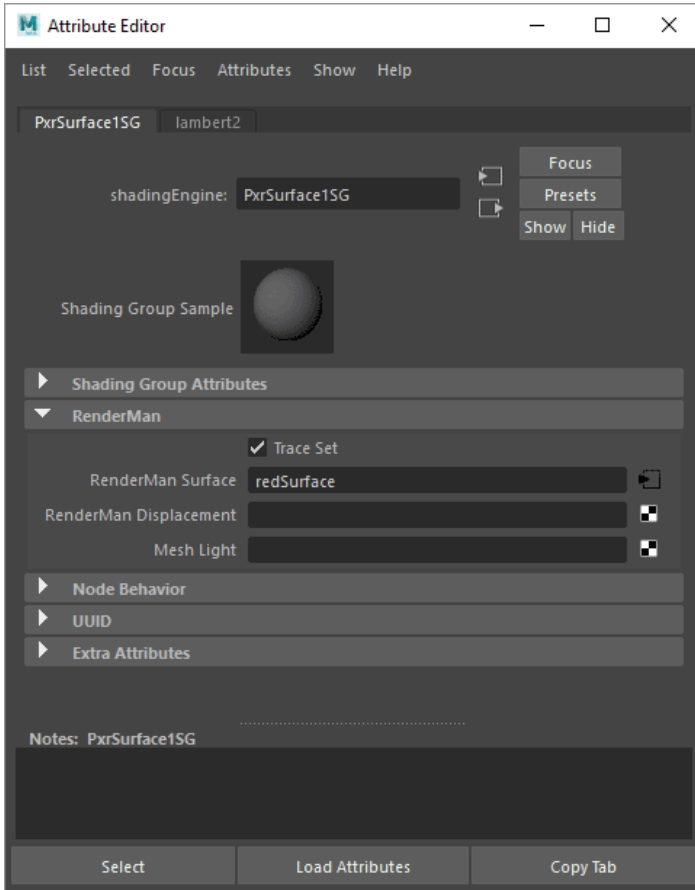 Attribute Editor
List Selected Focus Attributes Show Help
PxrSurface1SG lambert2
Focus
shadingEngine: PxrSurface1SG Presets
Show Hide
Shading Group Sample
Shading Group Attributes
RenderMan
Trace Set
RenderMan Surface redSurface
RenderMan Displacement
Mesh Light
Node Behavior
UUID
Extra Attributes
Notes: PxrSurface1SG
Select Load Attributes Copy Tab